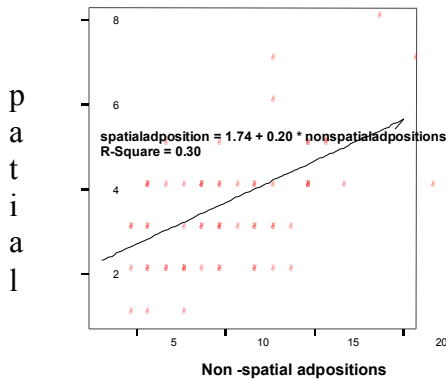 8
6
spatialadposition = 1.74 + 0.20 * nonspatialadpositions
R-Square = 0.30
4
2
patial
5 10 15 20
Non -spatial adpositions